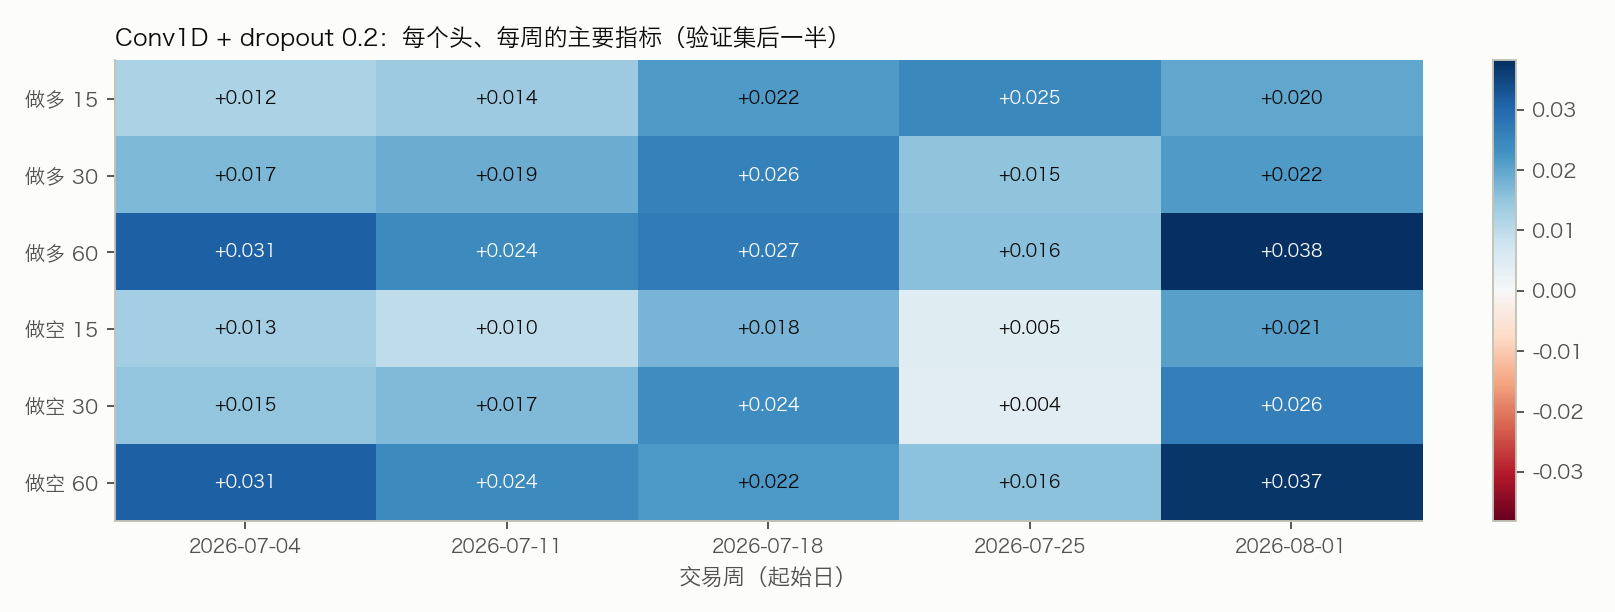 Conv1D + dropout 0.2：每个头、每周的主要指标（验证集后一半）
做多 15 +0.012 +0.014 +0.022 +0.025 +0.020
做多 30 +0.017 +0.019 +0.026 +0.015 +0.022
做多 60 +0.031 +0.024 +0.027 +0.016 +0.038
做空 15 +0.013 +0.010 +0.018 +0.005 +0.021
做空 30 +0.015 +0.017 +0.024 +0.004 +0.026
做空 60 +0.031 +0.024 +0.022 +0.016 +0.037
2026-07-04 2026-07-11 2026-07-18 2026-07-25 2026-08-01
交易周（起始日）
0.03
0.02
0.01
0.00
-0.01
-0.02
-0.03